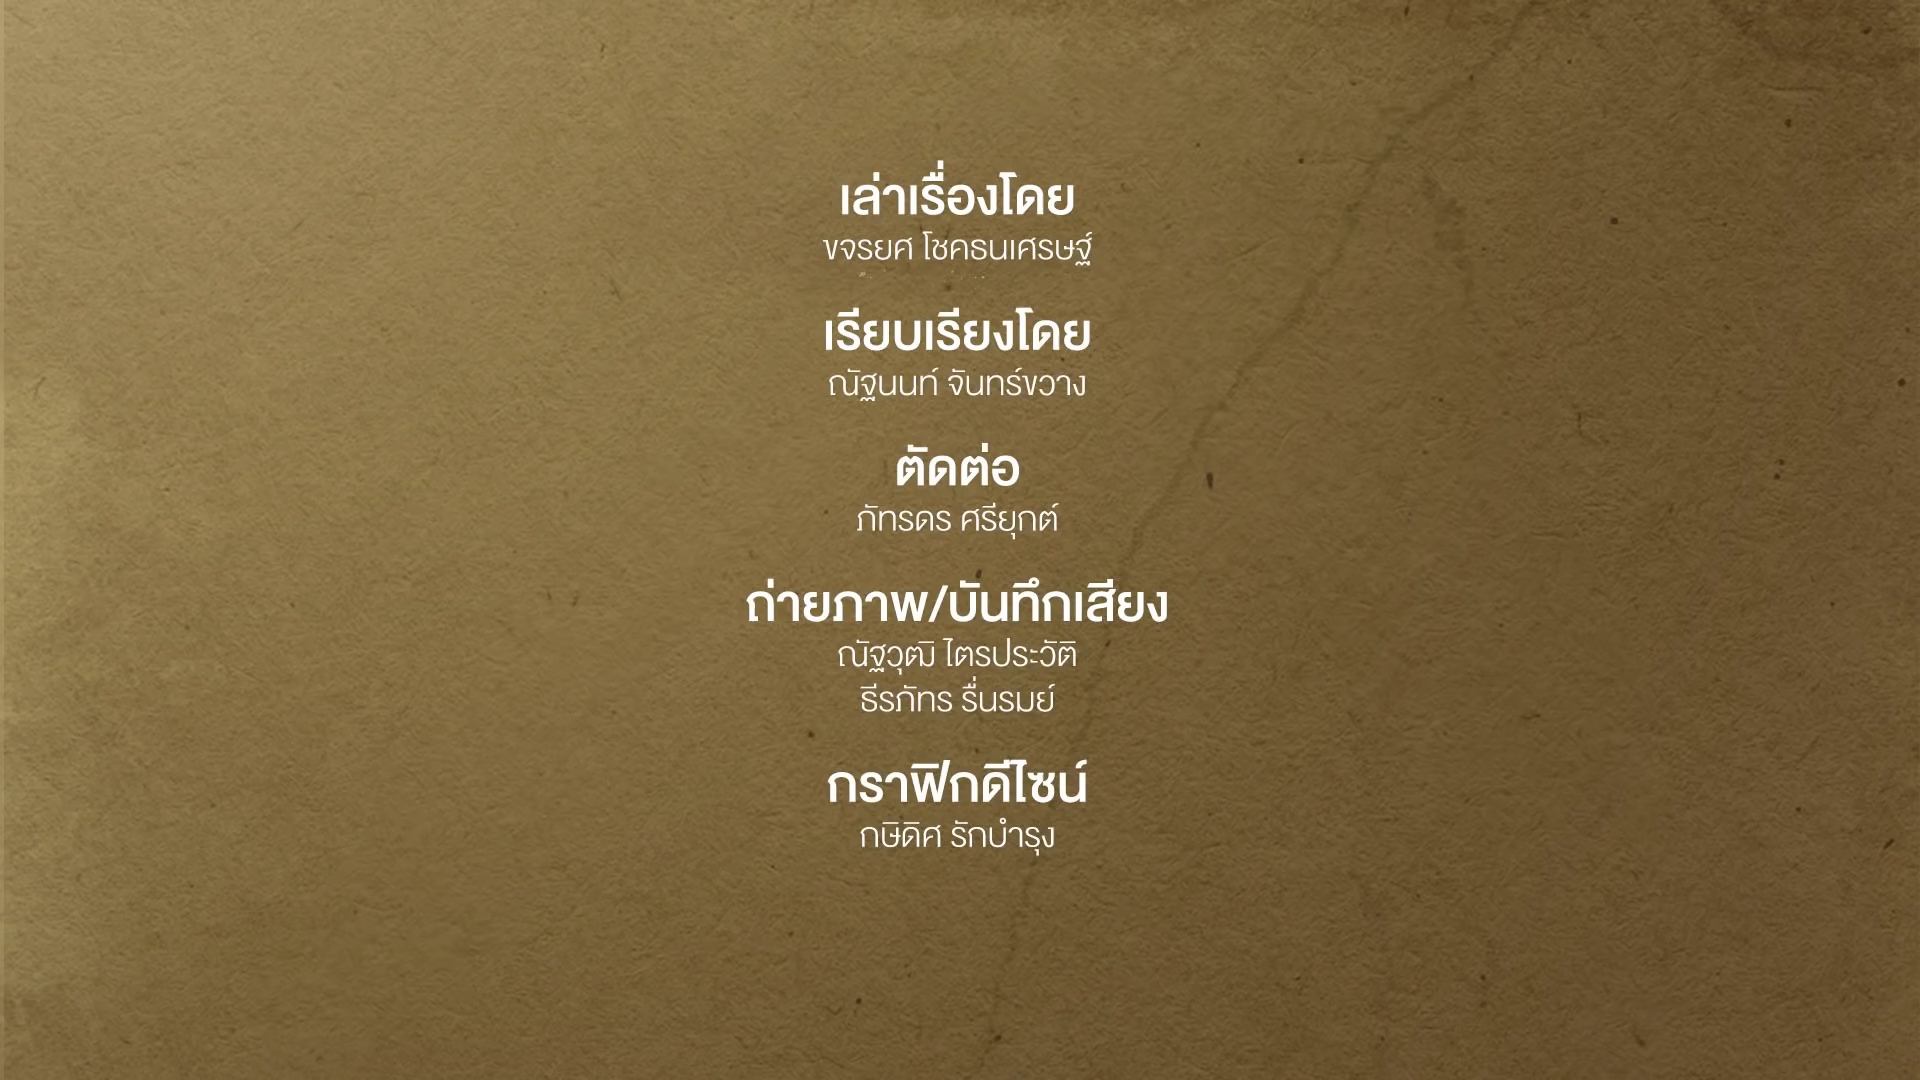 เล่าเรื่องโดย
ขจรยศ โชคธนเศรษฐ์
เรียบเรียงโดย
ณัฐนนท์ จันทร์ขวาง
ตัดต่อ
ภัทรดร ศรียุกต์
ถ่ายภาพ/บันทึกเสียง
ณัฐวุฒิ ไตรประวัติ
ธีรภัทร รื่นรมย์
กราฟิกดีไซน์
กษิดิศ รักบำรุง